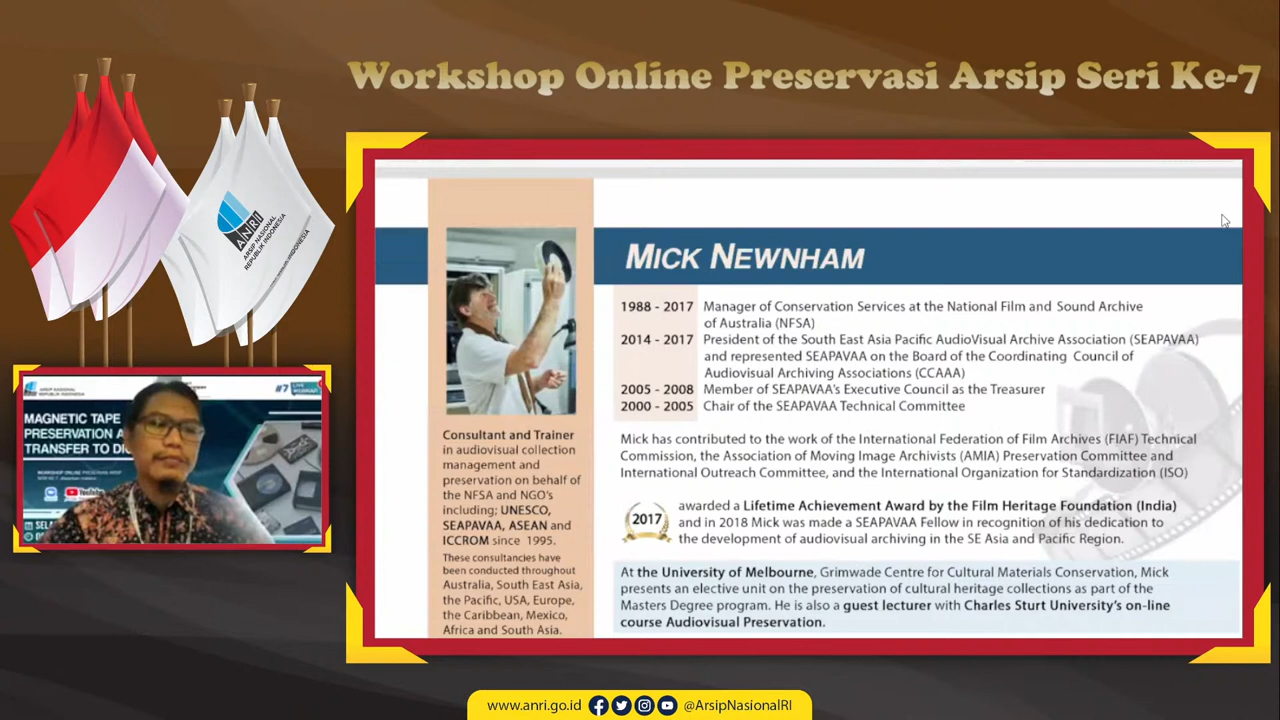 Workshop Online Preservasi Arsip Seri Ke-7
ANRI
ARSIP NASIONAL
REPUBLIK INDONESIA
MICK NEWNHAM
1988 - 2017 Manager of Conservation Services at the National Film and Sound Archive
of Australia (NFSA)
2014 - 2017 President of the South East Asia Pacific AudioVisual Archive Association (SEAPAVAA)
and represented SEAPAVAA on the Board of the Coordinating Council of
Audiovisual Archiving Associations (CCAAA)
2005 - 2008 Member of SEAPAVAA's Executive Council as the Treasurer
2000 - 2005 Chair of the SEAPAVAA Technical Committee
Mick has contributed to the work of the International Federation of Film Archives (FIAF) Technical
Commission, the Association of Moving Image Archivists (AMIA) Preservation Committee and
International Outreach Committee, and the International Organization for Standardization (ISO)
2017
awarded a Lifetime Achievement Award by the Film Heritage Foundation (India)
and in 2018 Mick was made a SEAPAVAA Fellow in recognition of his dedication to
the development of audiovisual archiving in the SE Asia and Pacific Region.
At the University of Melbourne, Grimwade Centre for Cultural Materials Conservation, Mick
presents an elective unit on the preservation of cultural heritage collections as part of the
Masters Degree program. He is also a guest lecturer with Charles Sturt University's on-line
course Audiovisual Preservation.
Consultant and Trainer
in audiovisual collection
management and
preservation on behalf of
the NFSA and NGO's
including; UNESCO,
SEAPAVAA, ASEAN and
ICCROM since 1995.
These consultancies have
been conducted throughout
Australia, South East Asia,
the Pacific, USA, Europe,
the Caribbean, Mexico,
Africa and South Asia.
#7 LIVE
MAGNETIC TAPE
PRESERVATION
TRANSFER TO
YouTube
www.anri.go.id @ArsipNasionalRI